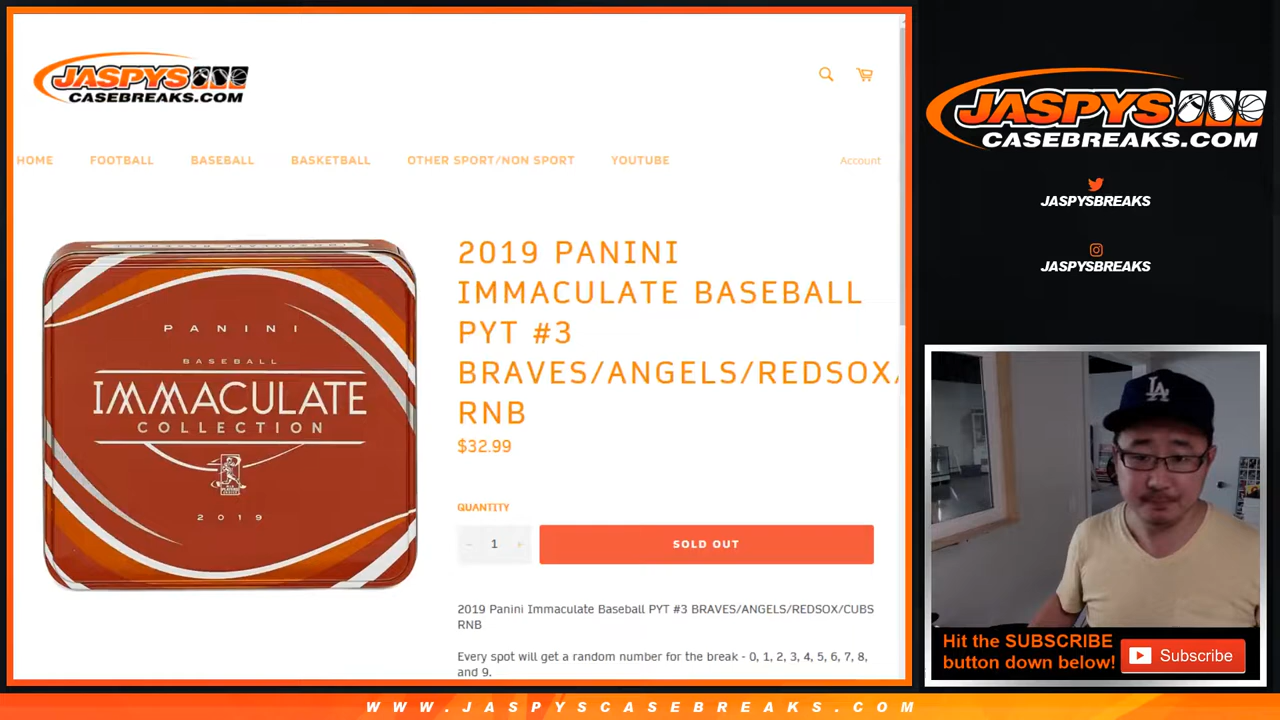 JASPYS
CASEBREAKS.COM
HOME FOOTBALL BASEBALL BASKETBALL OTHER SPORT/NON SPORT YOUTUBE Account
PANINI
BASEBALL
IMMACULATE
COLLECTION
2019
2019 PANINI
IMMACULATE BASEBALL
PYT #3
BRAVES/ANGELS/REDSOX/
RNB
$32.99
QUANTITY
− 1 +
SOLD OUT
2019 Panini Immaculate Baseball PYT #3 BRAVES/ANGELS/REDSOX/CUBS
RNB
Every spot will get a random number for the break - 0, 1, 2, 3, 4, 5, 6, 7, 8,
and 9.
JASPYS
CASEBREAKS.COM
JASPYSBREAKS
JASPYSBREAKS
LA
Hit the SUBSCRIBE
button down below!
Subscribe
WWW.JASPYSCASEBREAKS.COM